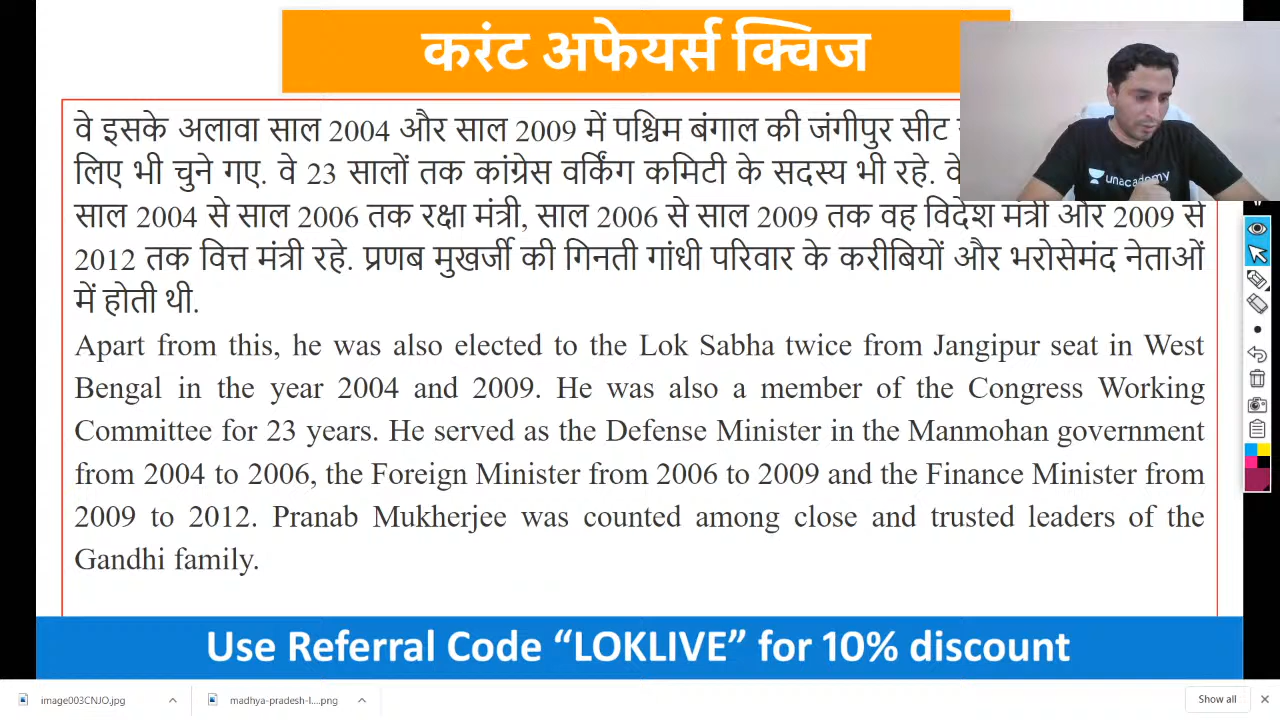 करंट अफेयर्स क्विज
वे इसके अलावा साल 2004 और साल 2009 में पश्चिम बंगाल की जंगीपुर सीट
लिए भी चुने गए. वे 23 सालों तक कांग्रेस वर्किंग कमिटी के सदस्य भी रहे. वे
साल 2004 से साल 2006 तक रक्षा मंत्री, साल 2006 से साल 2009 तक वह विदेश मंत्री और 2009 से
2012 तक वित्त मंत्री रहे. प्रणब मुखर्जी की गिनती गांधी परिवार के करीबियों और भरोसेमंद नेताओं
में होती थी.
Apart from this, he was also elected to the Lok Sabha twice from Jangipur seat in West
Bengal in the year 2004 and 2009. He was also a member of the Congress Working
Committee for 23 years. He served as the Defense Minister in the Manmohan government
from 2004 to 2006, the Foreign Minister from 2006 to 2009 and the Finance Minister from
2009 to 2012. Pranab Mukherjee was counted among close and trusted leaders of the
Gandhi family.
unacademy
Use Referral Code “LOKLIVE” for 10% discount
image003CNJO.jpg
madhya-pradesh-l....png
Show all